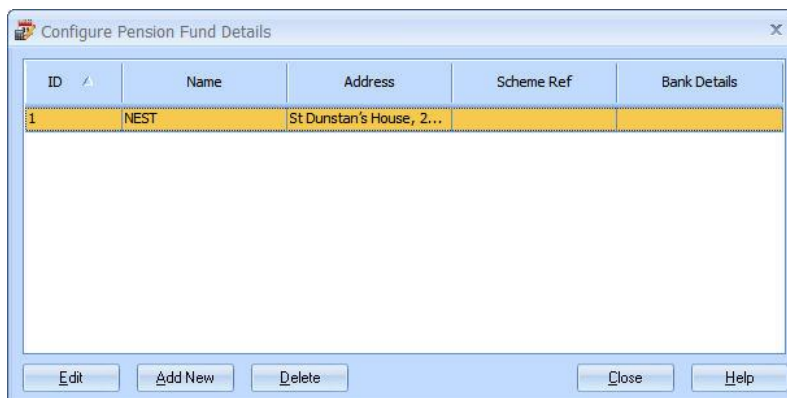 Configure Pension Fund Details
ID Name Address Scheme Ref Bank Details
1 NEST St Dunstan's House, 2...
Edit Add New Delete Close Help